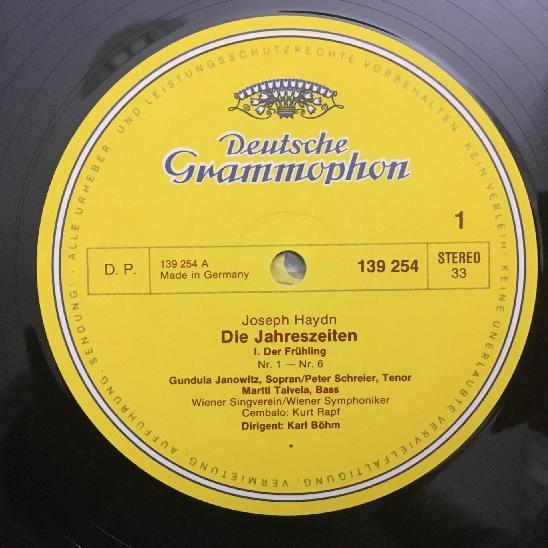 ALLE URHEBER- UND LEISTUNGSSCHUTZRECHTE VORBEHALTEN · KEIN VERLEIH! KEINE UNERLAUBTE VERVIELFÄLTIGUNG, VERMIETUNG, AUFFÜHRUNG, SENDUNG! ·
Deutsche
Grammophon
1
D. P.
139 254 A
Made in Germany
139 254
STEREO
33
Joseph Haydn
Die Jahreszeiten
I. Der Frühling
Nr. 1 — Nr. 6
Gundula Janowitz, Sopran/Peter Schreier, Tenor
Martti Talvela, Bass
Wiener Singverein/Wiener Symphoniker
Cembalo: Kurt Rapf
Dirigent: Karl Böhm
*